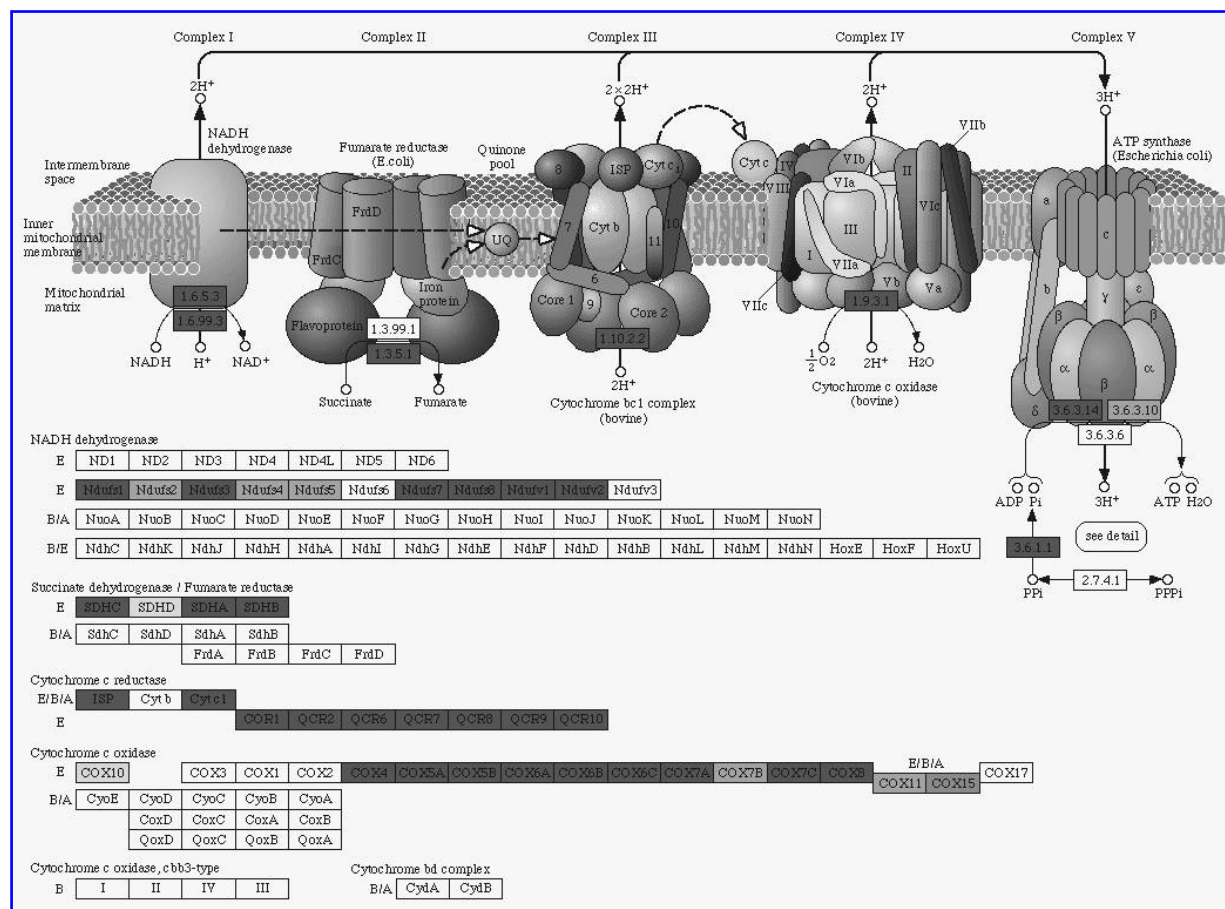 Complex I Complex II Complex III Complex IV Complex V
2H+ 2×2H+ 2H+ 3H+
NADH
dehydrogenase
Fumarate reductase
(E.coli)
Quinone
pool
VIIb
ATP synthase
(Escherichia coli)
Intermembrane
space
8 ISP Cyt c1 Cyt c IV VIb II
VIII VIa VIc a
FrdD
Inner
mitochondrial
membrane
UQ 7 Cyt b 10 11 III c
FrdC I VIIa
Iron
protein
6
Mitochondrial
matrix
1.6.5.3 Core 1 9 Core 2 VIIc 1.9.3.1 Vb Va b γ ε
1.6.99.3 Flavoprotein 1.3.99.1 β β
1.3.5.1 1.10.2.2 α β α
NADH H+ NAD+ 1/2 O2 2H+ H2O
2H+
Succinate Fumarate
Cytochrome bc1 complex
(bovine)
Cytochrome c oxidase
(bovine)
δ 3.6.3.14 3.6.3.10
3.6.3.6
ADP Pi 3H+ ATP H2O
see detail
3.6.1.1
PPi 2.7.4.1 PPPi
NADH dehydrogenase
E ND1 ND2 ND3 ND4 ND4L ND5 ND6
E Ndufs1 Ndufs2 Ndufs3 Ndufs4 Ndufs5 Ndufs6 Ndufs7 Ndufs8 Ndufv1 Ndufv2 Ndufv3
B/A NuoA NuoB NuoC NuoD NuoE NuoF NuoG NuoH NuoI NuoJ NuoK NuoL NuoM NuoN
B/E NdhC NdhK NdhJ NdhH NdhA NdhI NdhG NdhE NdhF NdhD NdhB NdhL NdhM NdhN HoxE HoxF HoxU
Succinate dehydrogenase / Fumarate reductase
E SDHC SDHD SDHA SDHB
B/A SdhC SdhD SdhA SdhB
FrdA FrdB FrdC FrdD
Cytochrome c reductase
E/B/A ISP Cyt b Cyt c1
E COR1 QCR2 QCR6 QCR7 QCR8 QCR9 QCR10
Cytochrome c oxidase
E COX10 COX3 COX1 COX2 COX4 COX5A COX5B COX6A COX6B COX6C COX7A COX7B COX7C COX8 COX17
E/B/A
COX11 COX15
B/A CyoE CyoD CyoC CyoB CyoA
CoxD CoxC CoxA CoxB
QoxD QoxC QoxB QoxA
Cytochrome c oxidase, cbb3-type
B I II IV III
Cytochrome bd complex
B/A CydA CydB